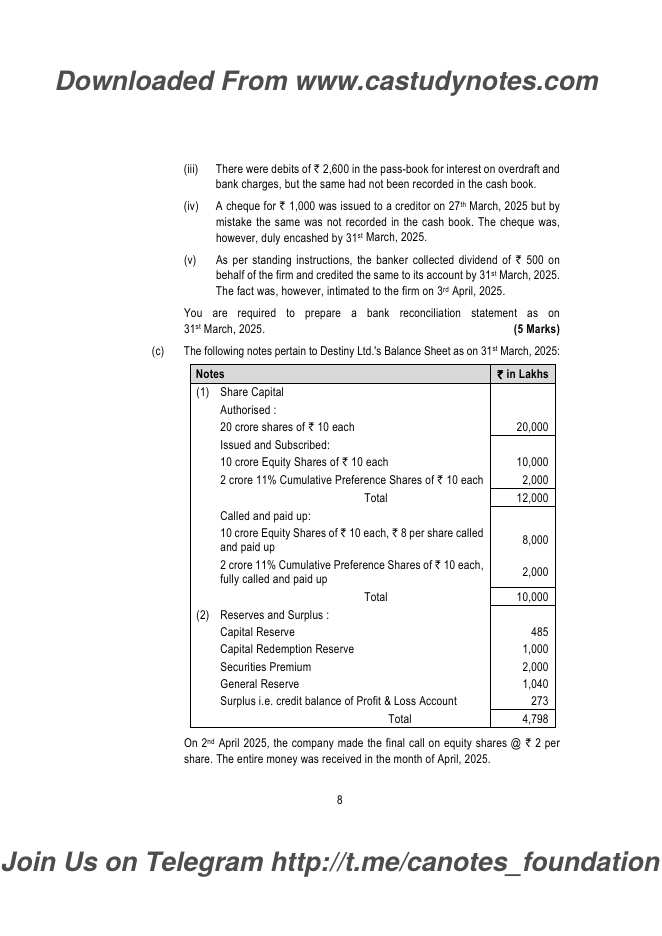 Downloaded From www.castudynotes.com
(iii) There were debits of ₹ 2,600 in the pass-book for interest on overdraft and
bank charges, but the same had not been recorded in the cash book.
(iv) A cheque for ₹ 1,000 was issued to a creditor on 27th March, 2025 but by
mistake the same was not recorded in the cash book. The cheque was,
however, duly encashed by 31st March, 2025.
(v) As per standing instructions, the banker collected dividend of ₹ 500 on
behalf of the firm and credited the same to its account by 31st March, 2025.
The fact was, however, intimated to the firm on 3rd April, 2025.
You are required to prepare a bank reconciliation statement as on
31st March, 2025. (5 Marks)
(c) The following notes pertain to Destiny Ltd.'s Balance Sheet as on 31st March, 2025:
Notes ₹ in Lakhs
(1) Share Capital
Authorised :
20 crore shares of ₹ 10 each 20,000
Issued and Subscribed:
10 crore Equity Shares of ₹ 10 each 10,000
2 crore 11% Cumulative Preference Shares of ₹ 10 each 2,000
Total 12,000
Called and paid up:
10 crore Equity Shares of ₹ 10 each, ₹ 8 per share called
and paid up 8,000
2 crore 11% Cumulative Preference Shares of ₹ 10 each,
fully called and paid up 2,000
Total 10,000
(2) Reserves and Surplus :
Capital Reserve 485
Capital Redemption Reserve 1,000
Securities Premium 2,000
General Reserve 1,040
Surplus i.e. credit balance of Profit & Loss Account 273
Total 4,798
On 2nd April 2025, the company made the final call on equity shares @ ₹ 2 per
share. The entire money was received in the month of April, 2025.
8
Join Us on Telegram http://t.me/canotes_foundation